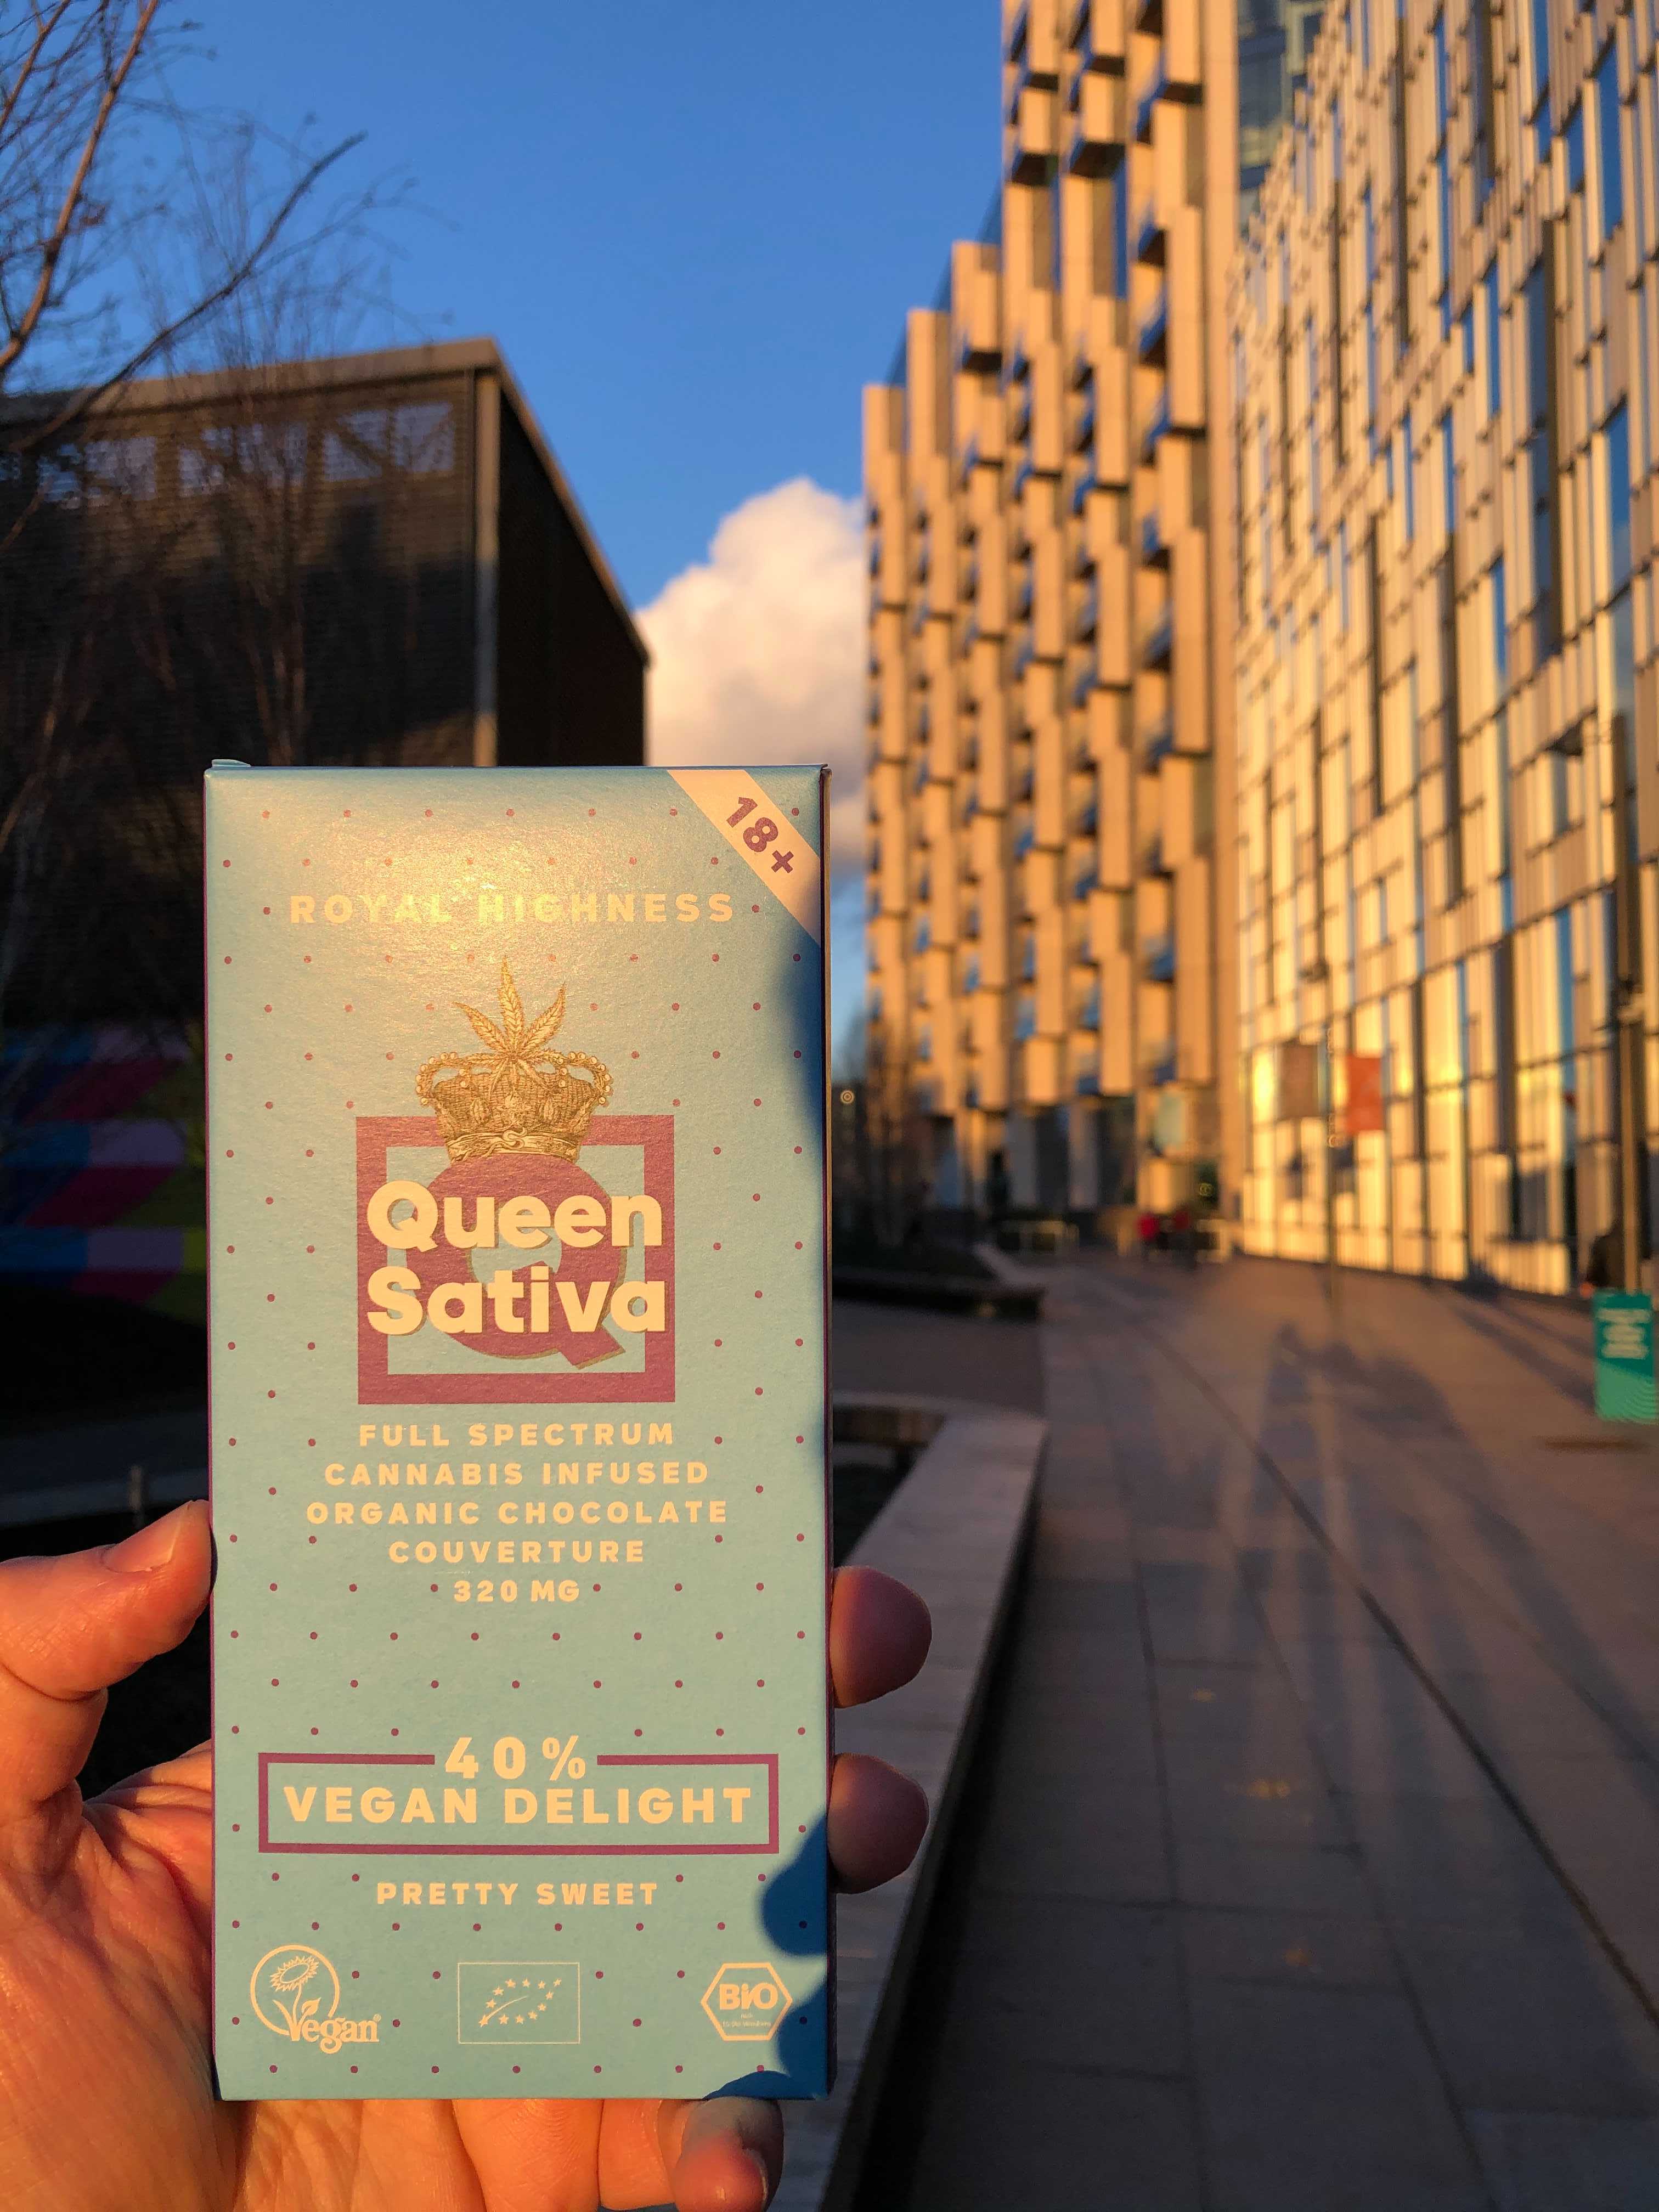 18+
ROYAL HIGHNESS
Queen
Sativa
FULL SPECTRUM
CANNABIS INFUSED
ORGANIC CHOCOLATE
COUVERTURE
320 MG
40%
VEGAN DELIGHT
PRETTY SWEET
Vegan
BIO